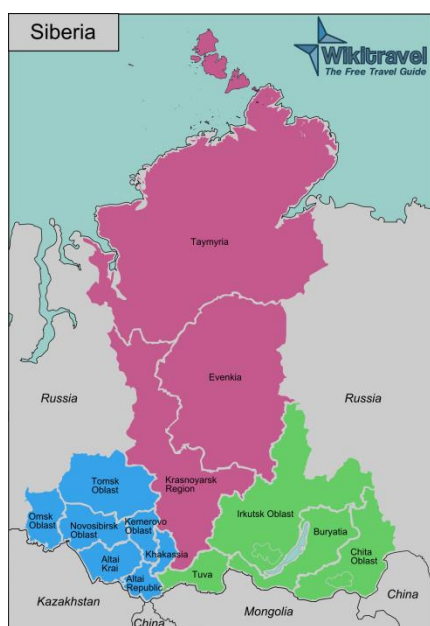 Siberia
Wikitravel
The Free Travel Guide
Taymyria
Evenkia
Russia
Russia
Tomsk
Oblast
Krasnoyarsk
Region
Omsk
Oblast
Novosibirsk
Oblast
Kemerovo
Oblast
Irkutsk Oblast
Buryatia
Altai
Krai
Khakassia
Chita
Oblast
Altai
Republic
Tuva
Kazakhstan
China
Mongolia
China